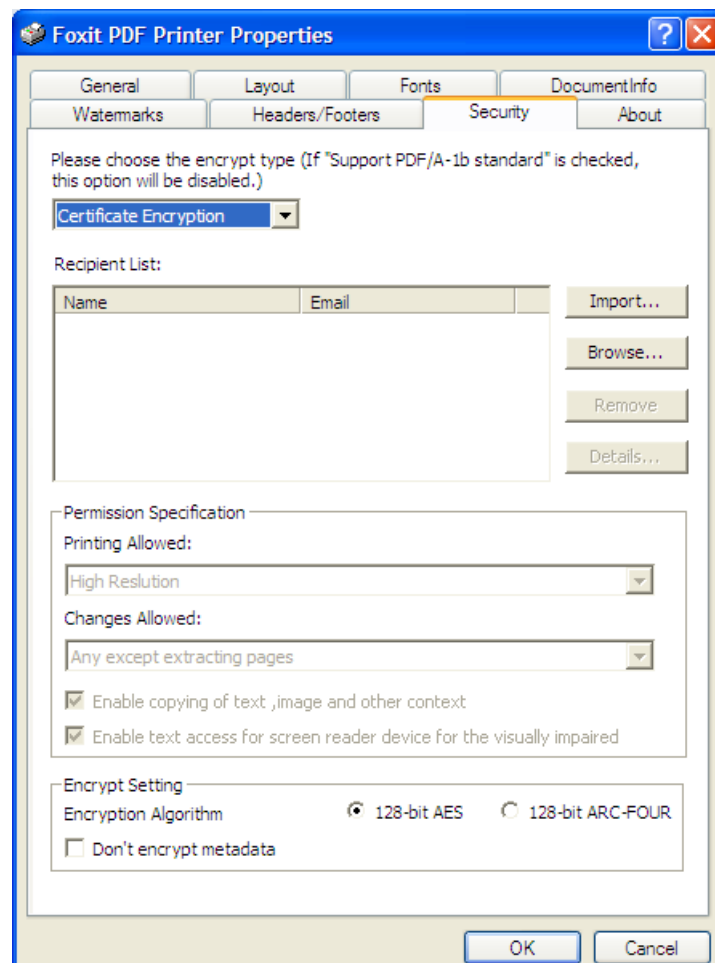 Foxit PDF Printer Properties
General Layout Fonts DocumentInfo
Watermarks Headers/Footers Security About
Please choose the encrypt type (If "Support PDF/A-1b standard" is checked,
this option will be disabled.)
Certificate Encryption
Recipient List:
Name Email
Import...
Browse...
Remove
Details...
Permission Specification
Printing Allowed:
High Reslution
Changes Allowed:
Any except extracting pages
Enable copying of text ,image and other context
Enable text access for screen reader device for the visually impaired
Encrypt Setting
Encryption Algorithm 128-bit AES 128-bit ARC-FOUR
Don't encrypt metadata
OK Cancel